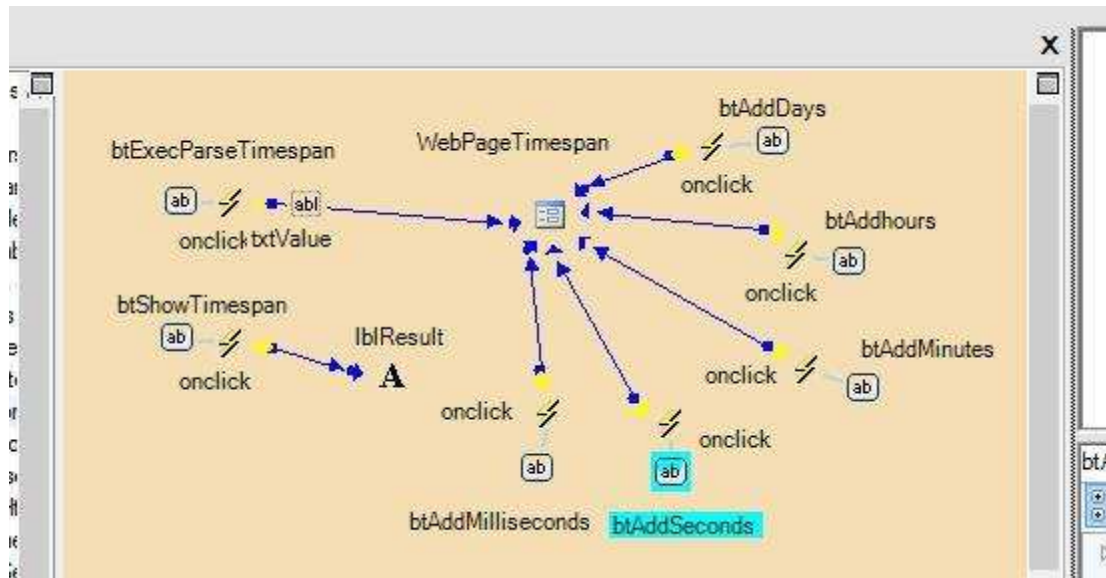 X
btAddDays
ab
btExecParseTimespan
WebPageTimespan
onclick
ab
abl
btAddhours
onclick
txtValue
ab
onclick
btShowTimespan
ab
lblResult
btAddMinutes
onclick
A
onclick
ab
onclick
onclick
ab
ab
btAddMilliseconds
btAddSeconds